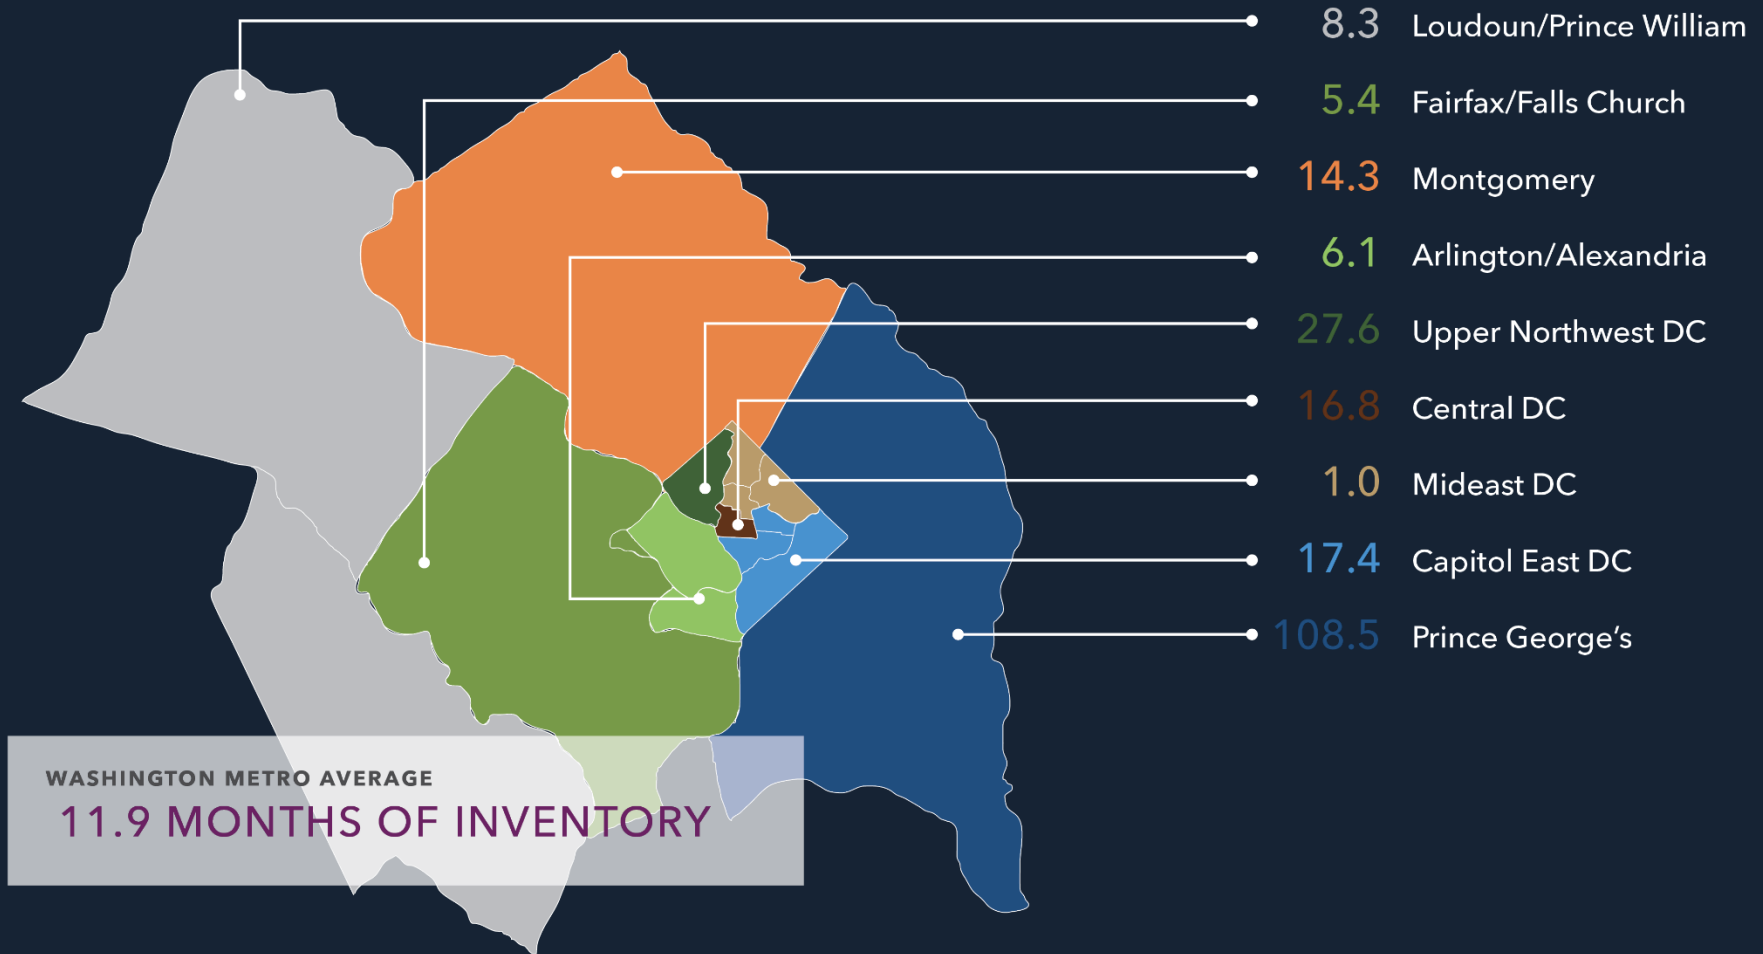 8.3 Loudoun/Prince William
5.4 Fairfax/Falls Church
14.3 Montgomery
6.1 Arlington/Alexandria
27.6 Upper Northwest DC
16.8 Central DC
1.0 Mideast DC
17.4 Capitol East DC
108.5 Prince George’s
WASHINGTON METRO AVERAGE
11.9 MONTHS OF INVENTORY